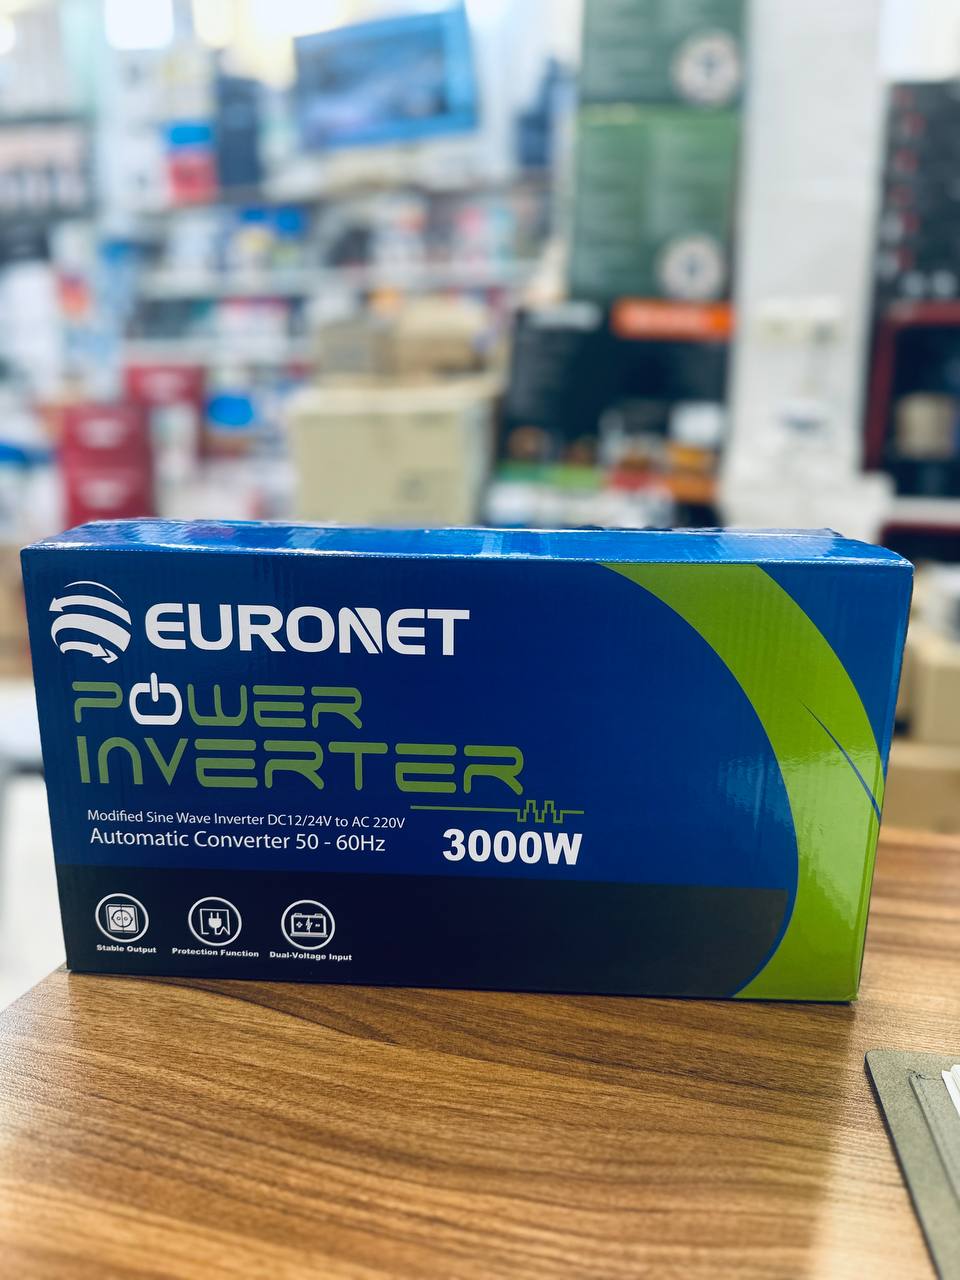 EURONET
POWER
INVERTER
Modified Sine Wave Inverter DC12/24V to AC 220V
Automatic Converter 50 - 60Hz
3000W
Stable Output
Protection Function
Dual-Voltage Input